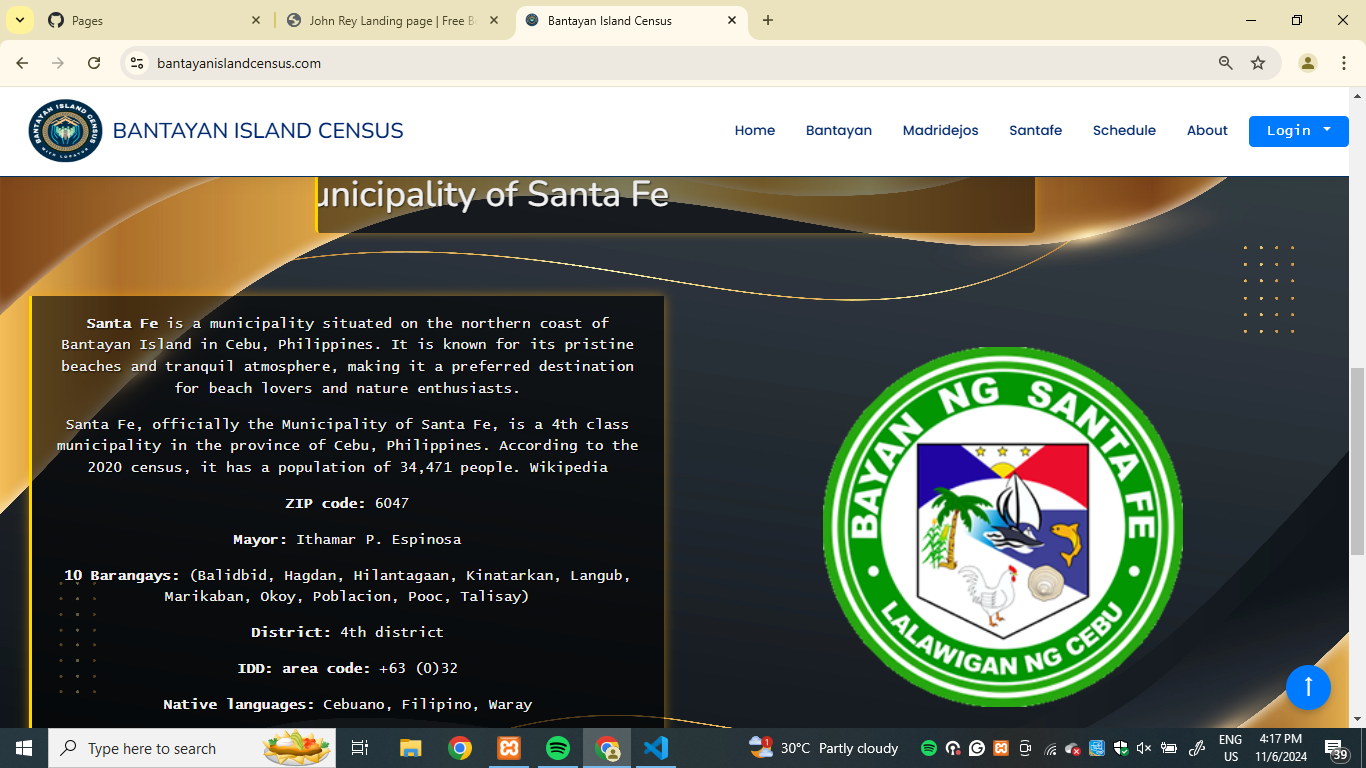 Pages
John Rey Landing page | Free B
Bantayan Island Census
bantayanislandcensus.com
BANTAYAN ISLAND CENSUS
BANTAYAN ISLAND CENSUS
Home
Bantayan
Madridejos
Santafe
Schedule
About
Login
unicipality of Santa Fe
Santa Fe is a municipality situated on the northern coast of
Bantayan Island in Cebu, Philippines. It is known for its pristine
beaches and tranquil atmosphere, making it a preferred destination
for beach lovers and nature enthusiasts.
Santa Fe, officially the Municipality of Santa Fe, is a 4th class
municipality in the province of Cebu, Philippines. According to the
2020 census, it has a population of 34,471 people. Wikipedia
ZIP code: 6047
Mayor: Ithamar P. Espinosa
10 Barangays: (Balidbid, Hagdan, Hilantagaan, Kinatarkan, Langub,
Marikaban, Okoy, Poblacion, Pooc, Talisay)
District: 4th district
IDD: area code: +63 (0)32
Native languages: Cebuano, Filipino, Waray
BAYAN NG SANTA FE
LALAWIGAN NG CEBU
Type here to search
1
30°C Partly cloudy
ENG
US
4:17 PM
11/6/2024
39